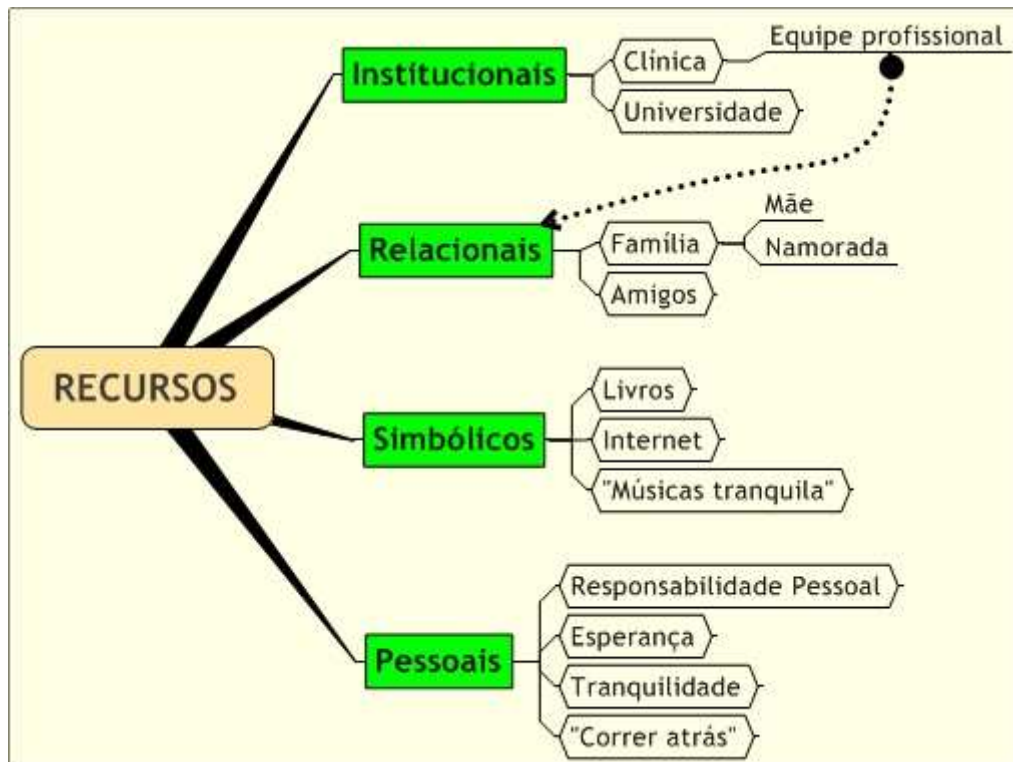 RECURSOS
Institucionais
Clínica
Equipe profissional
Universidade
Relacionais
Família
Mãe
Namorada
Amigos
Simbólicos
Livros
Internet
"Músicas tranquila"
Pessoais
Responsabilidade Pessoal
Esperança
Tranquilidade
"Correr atrás"